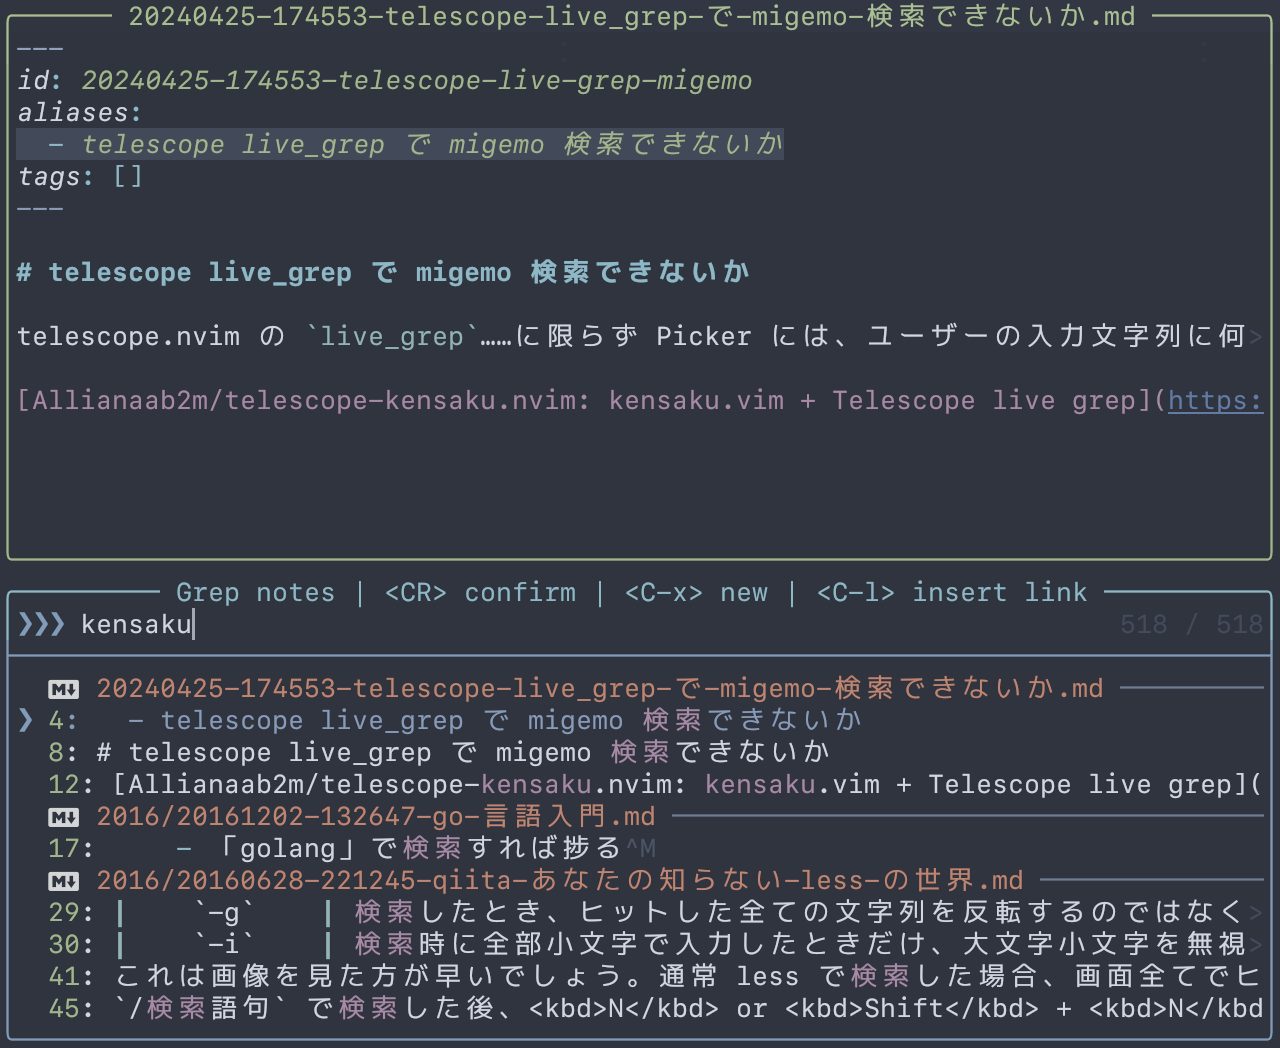 20240425-174553-telescope-live_grep-で-migemo-検索できないか.md
---
id: 20240425-174553-telescope-live-grep-migemo
aliases:
  - telescope live_grep で migemo 検索できないか
tags: []
---
# telescope live_grep で migemo 検索できないか
telescope.nvim の `live_grep`……に限らず Picker には、ユーザーの入力文字列に何>
[Allianaab2m/telescope-kensaku.nvim: kensaku.vim + Telescope live grep](https:
Grep notes | <CR> confirm | <C-x> new | <C-l> insert link
❯❯❯ kensaku 518 / 518
M↓ 20240425-174553-telescope-live_grep-で-migemo-検索できないか.md
❯ 4:   - telescope live_grep で migemo 検索できないか
8: # telescope live_grep で migemo 検索できないか
12: [Allianaab2m/telescope-kensaku.nvim: kensaku.vim + Telescope live grep](
M↓ 2016/20161202-132647-go-言語入門.md
17:     - 「golang」で検索すれば捗る^M
M↓ 2016/20160628-221245-qiita-あなたの知らない-less-の世界.md
29: |    `-g`    | 検索したとき、ヒットした全ての文字列を反転するのではなく>
30: |    `-i`    | 検索時に全部小文字で入力したときだけ、大文字小文字を無視>
41: これは画像を見た方が早いでしょう。通常 less で検索した場合、画面全てでヒ
45: `/検索語句` で検索した後、<kbd>N</kbd> or <kbd>Shift</kbd> + <kbd>N</kbd